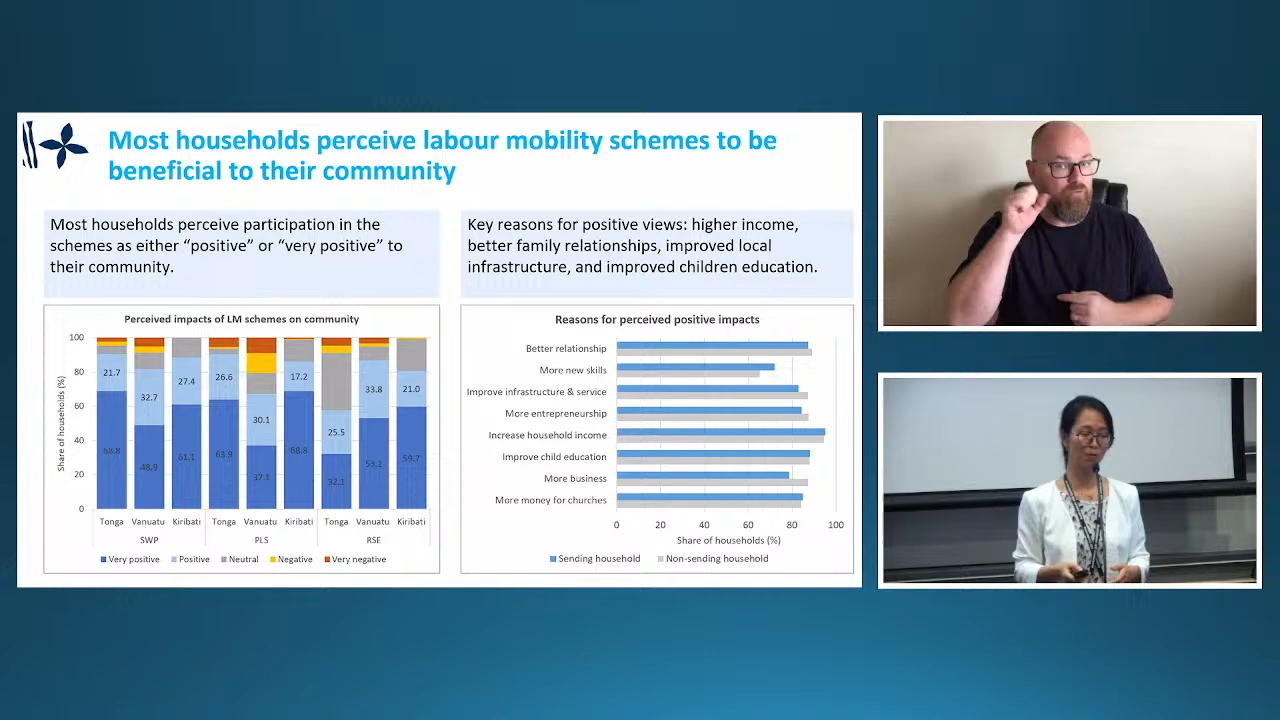 Most households perceive labour mobility schemes to be
beneficial to their community
Most households perceive participation in the
schemes as either “positive” or “very positive” to
their community.
Key reasons for positive views: higher income,
better family relationships, improved local
infrastructure, and improved children education.
Perceived impacts of LM schemes on community
Share of households (%)
100
80
60
40
20
0
21.7
32.7
27.4
26.6
30.1
17.2
25.5
33.8
21.0
68.8
48.9
61.1
63.9
37.1
68.8
32.1
53.1
59.7
Tonga Vanuatu Kiribati Tonga Vanuatu Kiribati Tonga Vanuatu Kiribati
SWP PLS RSE
Very positive Positive Neutral Negative Very negative
Reasons for perceived positive impacts
Better relationship
More new skills
Improve infrastructure & service
More entrepreneurship
Increase household income
Improve child education
More business
More money for churches
0 20 40 60 80 100
Share of households (%)
Sending household Non-sending household